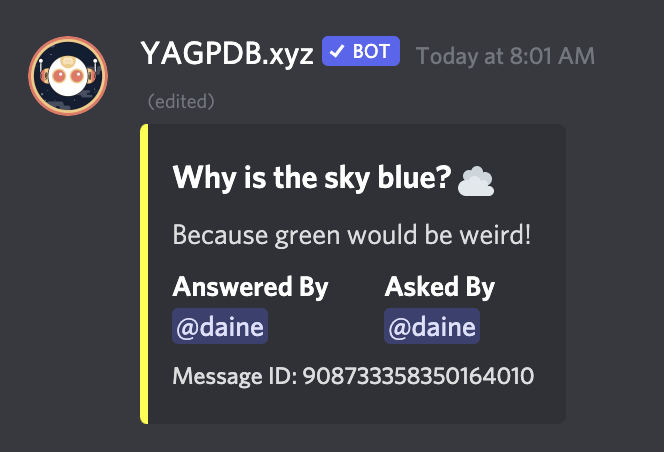 YAGPDB.xyz ✓ BOT Today at 8:01 AM
(edited)
Why is the sky blue? ☁
Because green would be weird!
Answered By Asked By
@daine @daine
Message ID: 908733358350164010